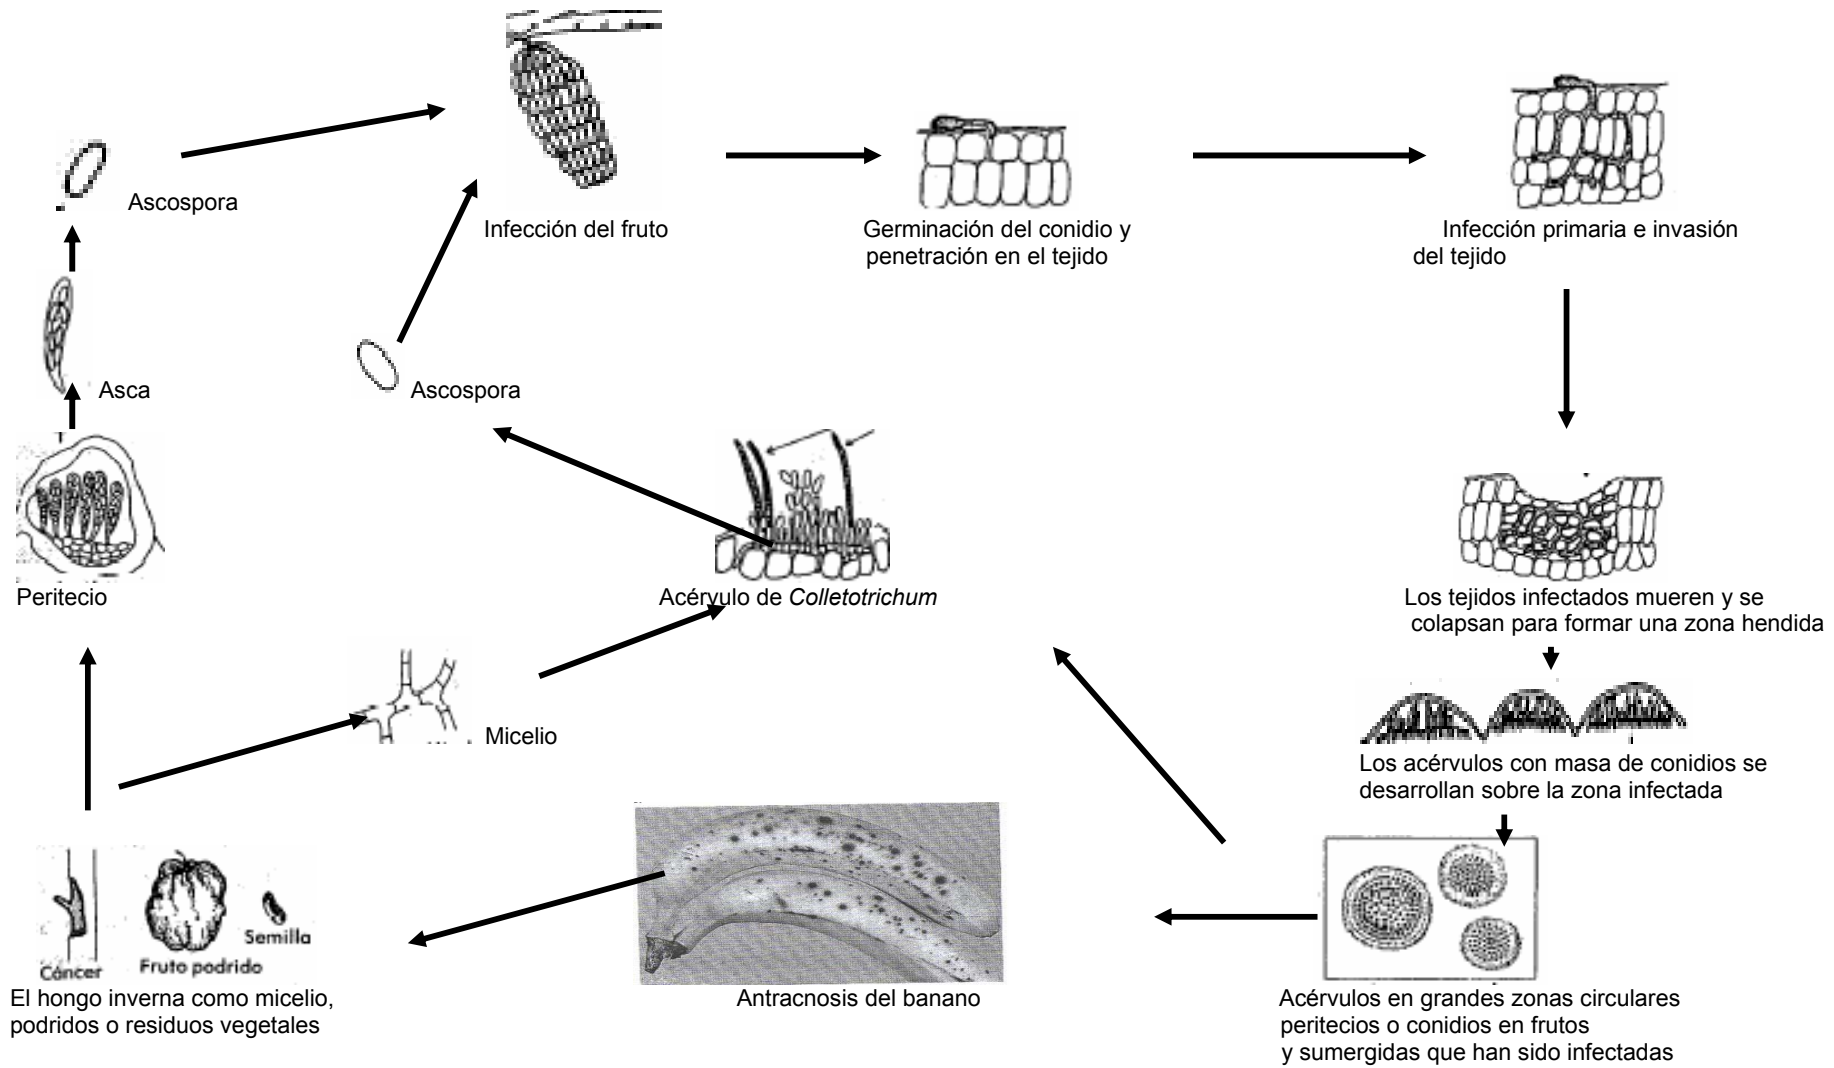 Ascospora
Infección del fruto
Germinación del conidio y
penetración en el tejido
Infección primaria e invasión
del tejido
Asca
Ascospora
Peritecio
Acérvulo de Colletotrichum
Los tejidos infectados mueren y se
colapsan para formar una zona hendida
Micelio
Los acérvulos con masa de conidios se
desarrollan sobre la zona infectada
Semilla
Cáncer
Fruto podrido
El hongo inverna como micelio,
podridos o residuos vegetales
Antracnosis del banano
Acérvulos en grandes zonas circulares
peritecios o conidios en frutos
y sumergidas que han sido infectadas